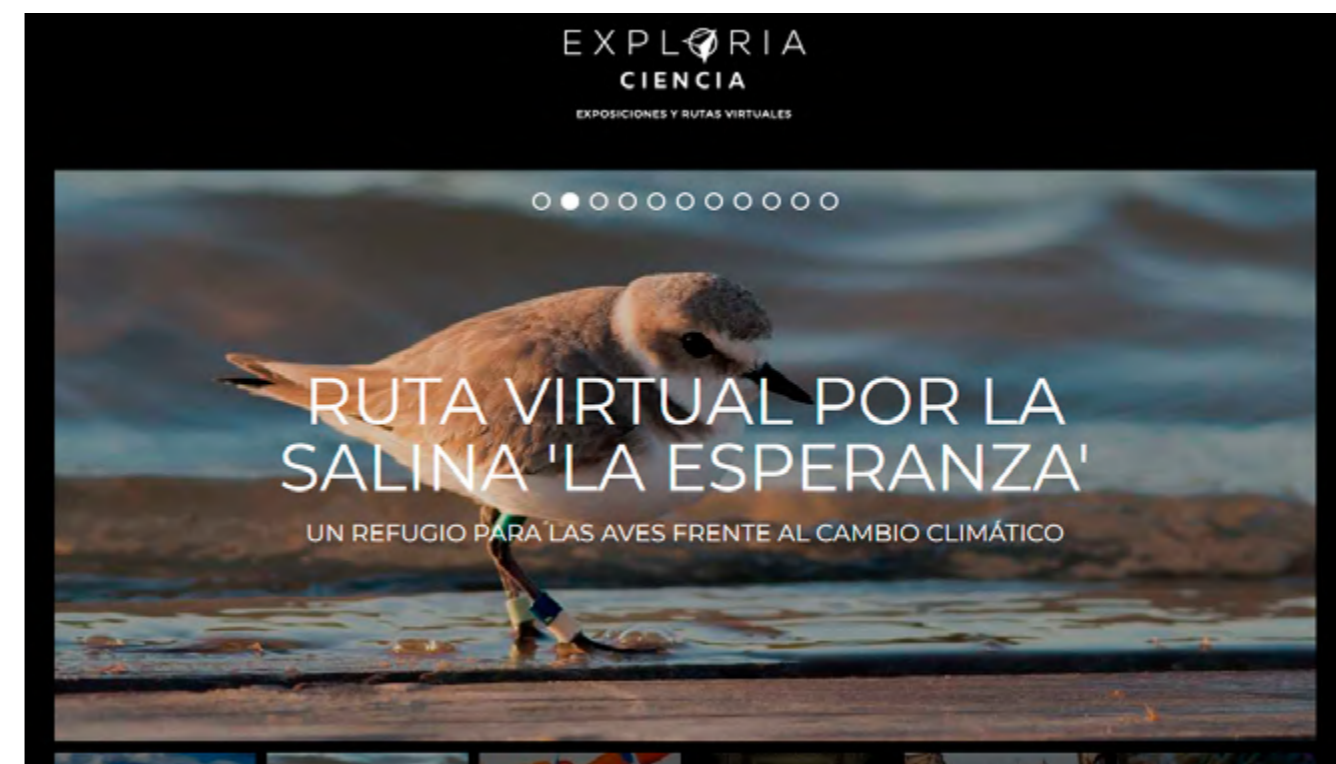 EXPLORIA
CIENCIA
EXPOSICIONES Y RUTAS VIRTUALES
RUTA VIRTUAL POR LA
SALINA 'LA ESPERANZA'
UN REFUGIO PARA LAS AVES FRENTE AL CAMBIO CLIMÁTICO